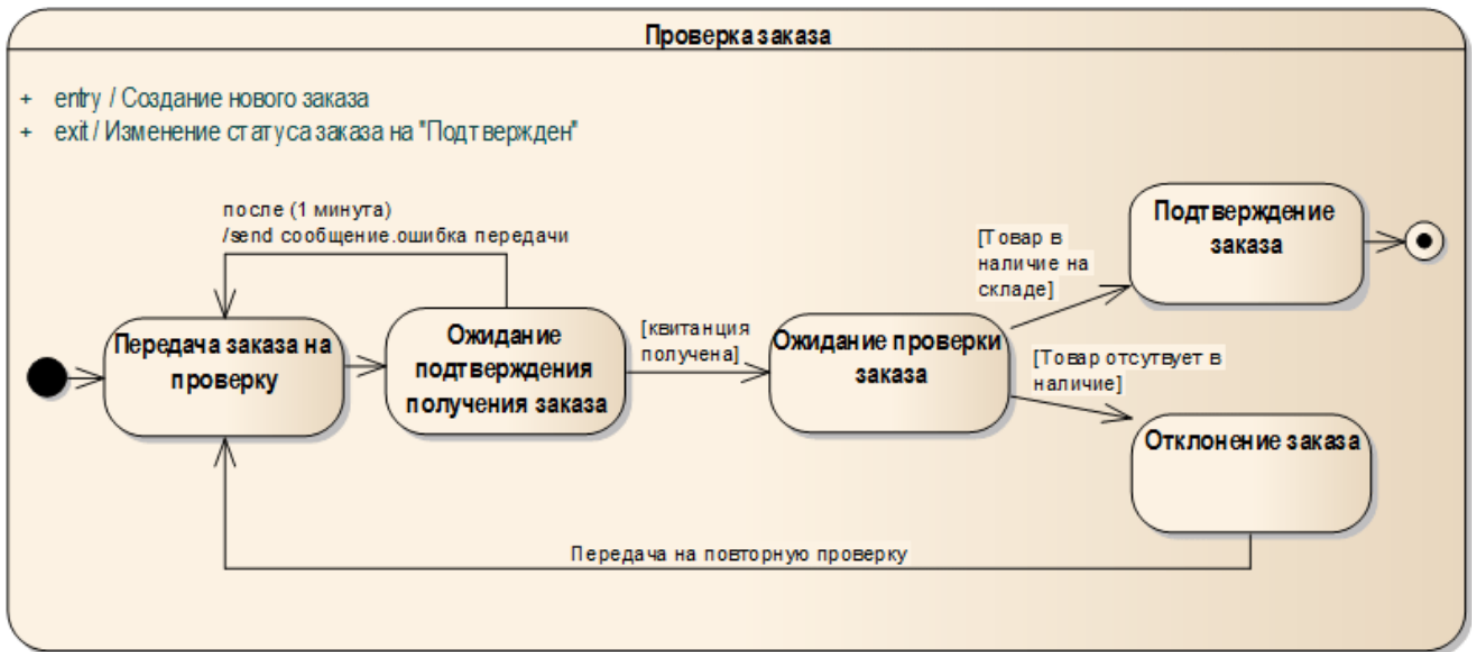 Проверка заказа
+ entry / Создание нового заказа
+ exit / Изменение статуса заказа на "Подтвержден"
после (1 минута)
/send сообщение.ошибка передачи
Передача заказа на
проверку
Ожидание
подтверждения
получения заказа
[квитанция
получена]
Ожидание проверки
заказа
[Товар в
наличие на
складе]
Подтверждение
заказа
[Товар отсутвует в
наличие]
Отклонение заказа
Передача на повторную проверку